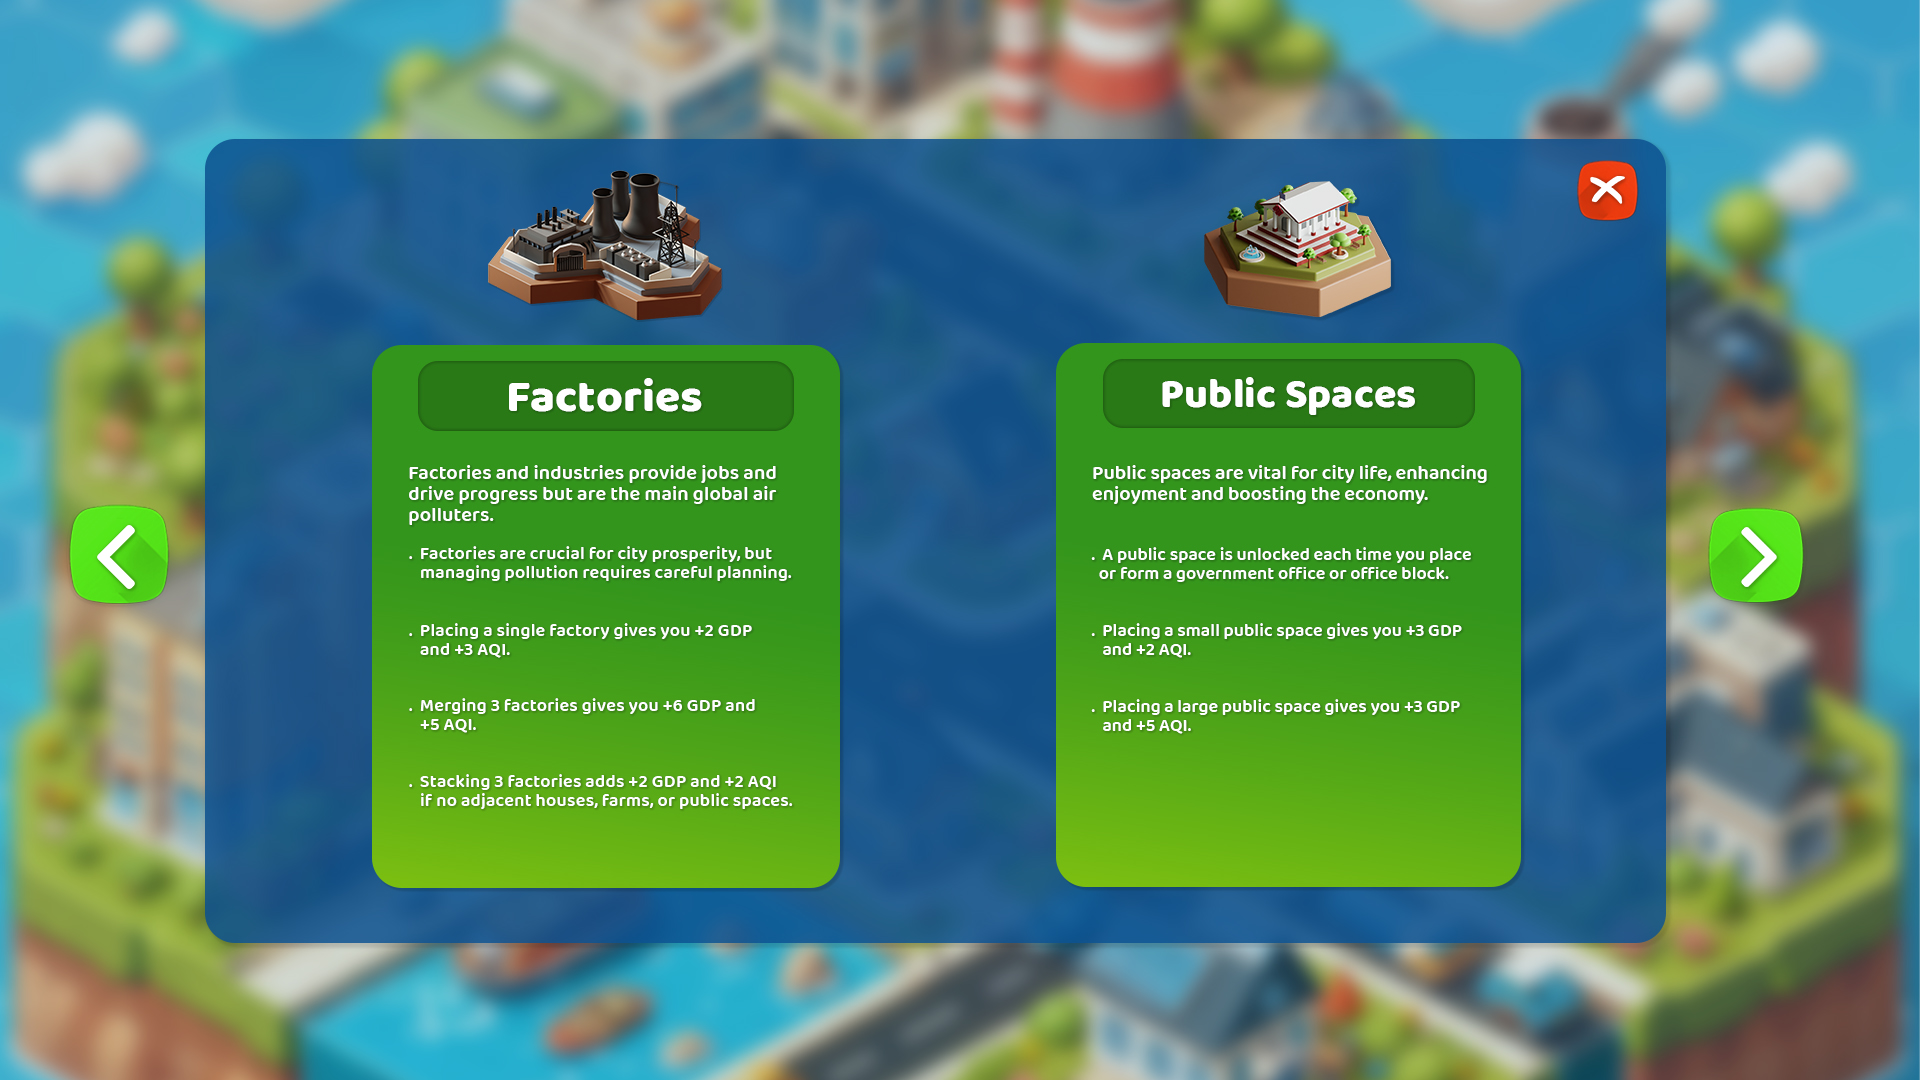 Factories
Factories and industries provide jobs and
drive progress but are the main global air
polluters.
. Factories are crucial for city prosperity, but
managing pollution requires careful planning.
. Placing a single factory gives you +2 GDP
and +3 AQI.
. Merging 3 factories gives you +6 GDP and
+5 AQI.
. Stacking 3 factories adds +2 GDP and +2 AQI
if no adjacent houses, farms, or public spaces.
Public Spaces
Public spaces are vital for city life, enhancing
enjoyment and boosting the economy.
. A public space is unlocked each time you place
or form a government office or office block.
. Placing a small public space gives you +3 GDP
and +2 AQI.
. Placing a large public space gives you +3 GDP
and +5 AQI.